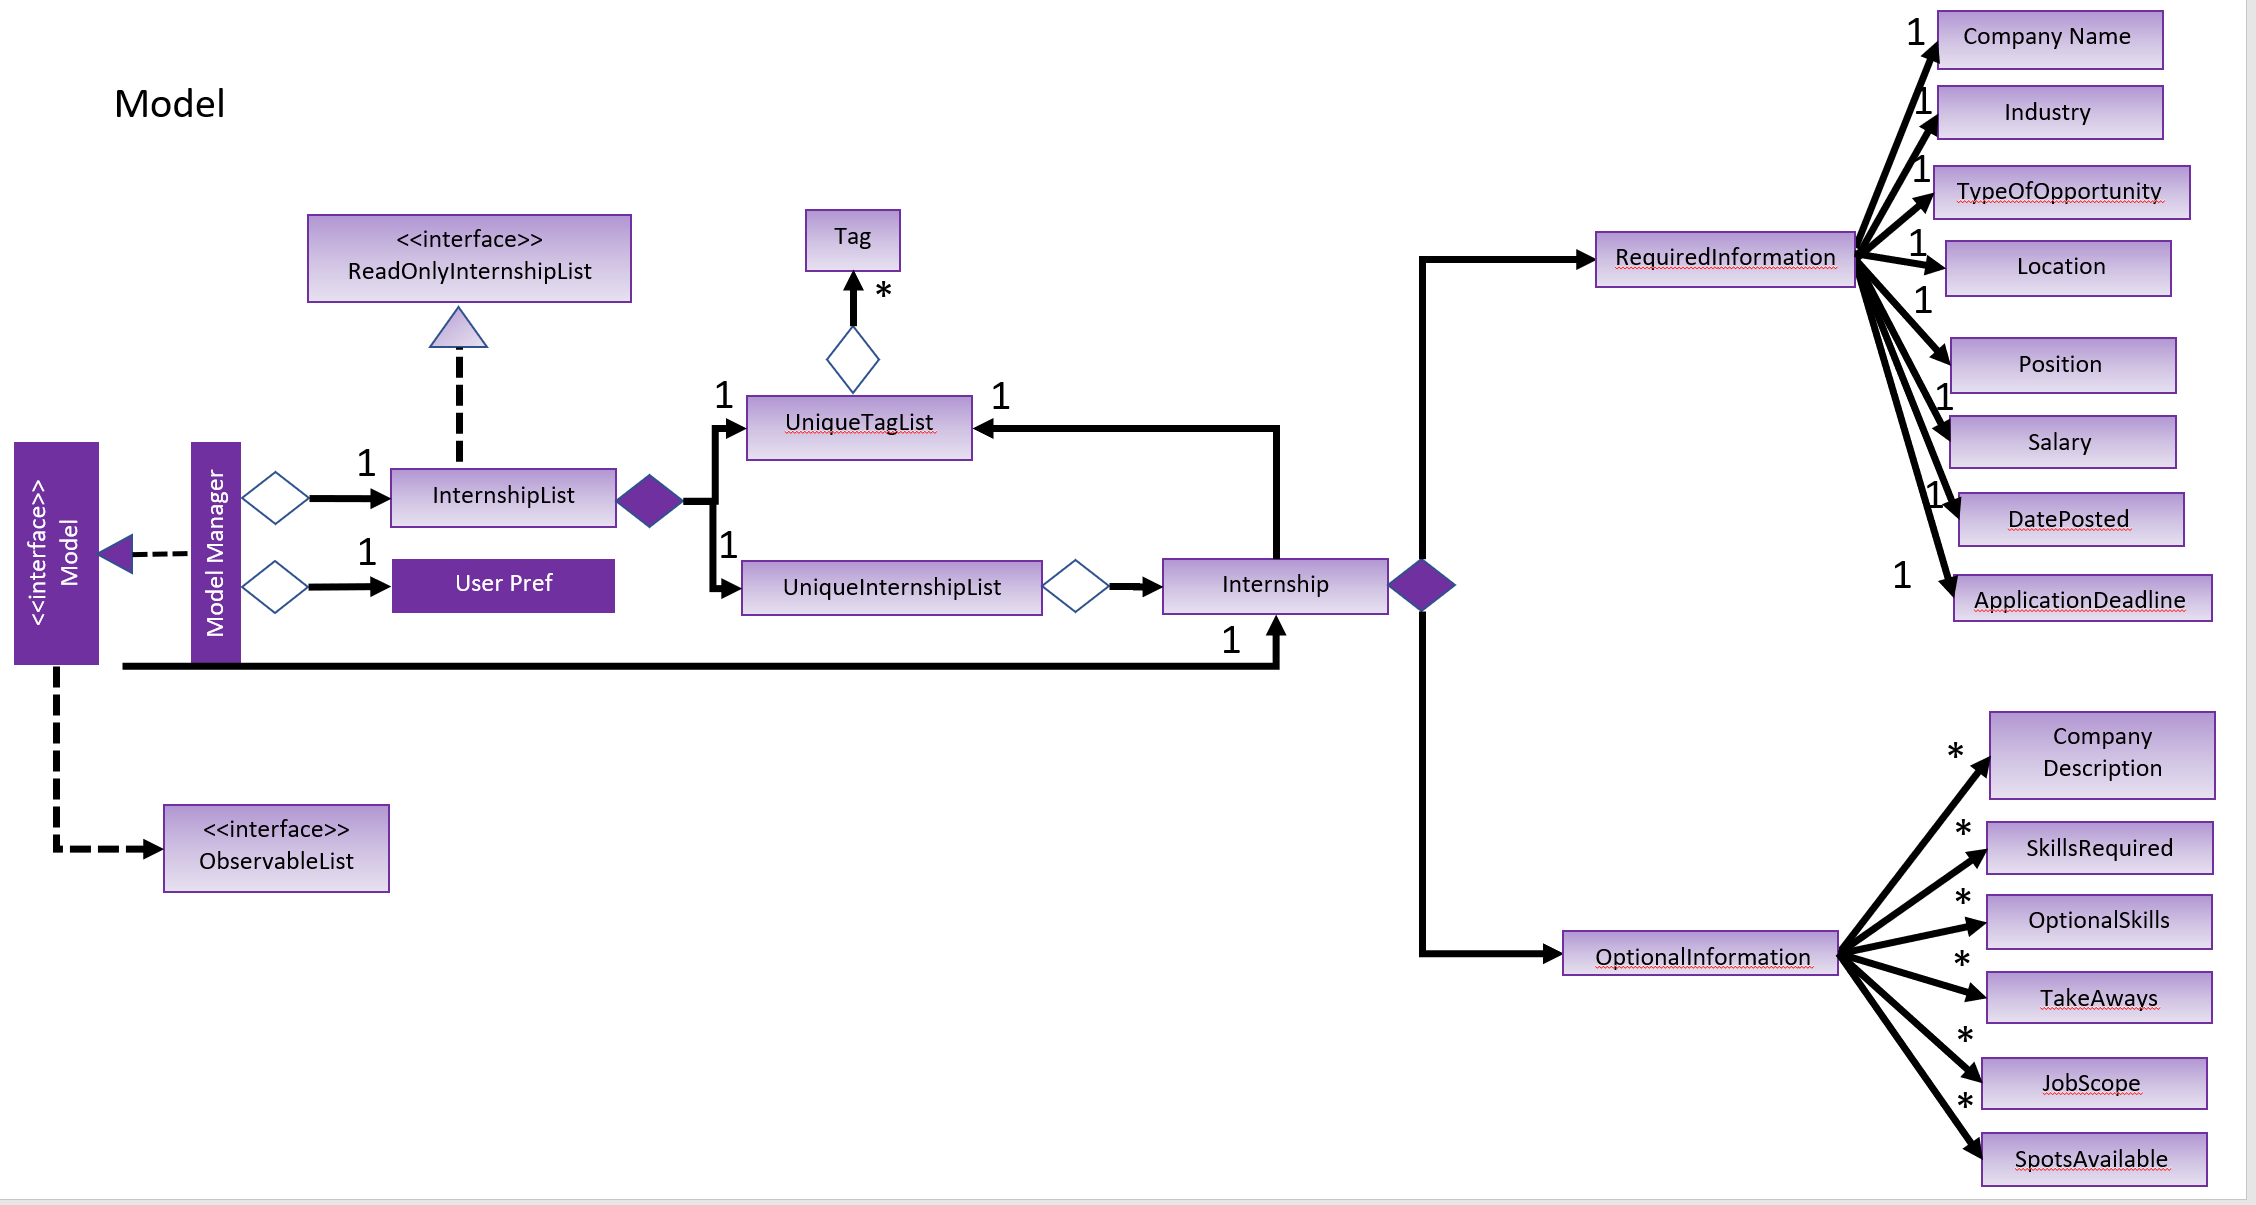 Model
<<interface>>
Model
Model Manager
1
1
<<interface>>
ReadOnlyInternshipList
InternshipList
User Pref
<<interface>>
ObservableList
Tag
*
1
UniqueTagList
1
1
UniqueInternshipList
Internship
1
RequiredInformation
1
Company Name
1
Industry
1
TypeOfOpportunity
1
Location
1
Position
1
Salary
1
DatePosted
1
ApplicationDeadline
OptionalInformation
*
Company
Description
*
SkillsRequired
*
OptionalSkills
*
TakeAways
*
JobScope
*
SpotsAvailable